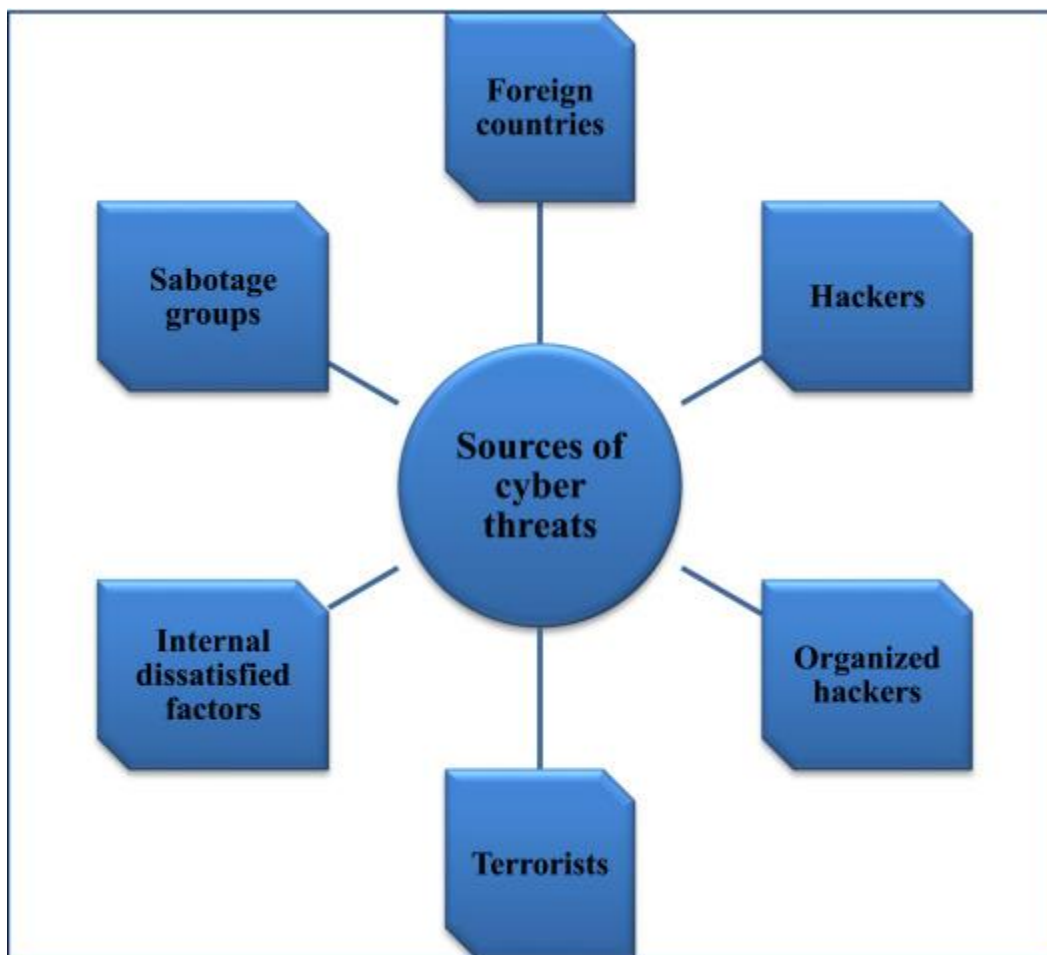 Foreign
countries
Sabotage
groups
Hackers
Sources of
cyber
threats
Internal
dissatisfied
factors
Organized
hackers
Terrorists